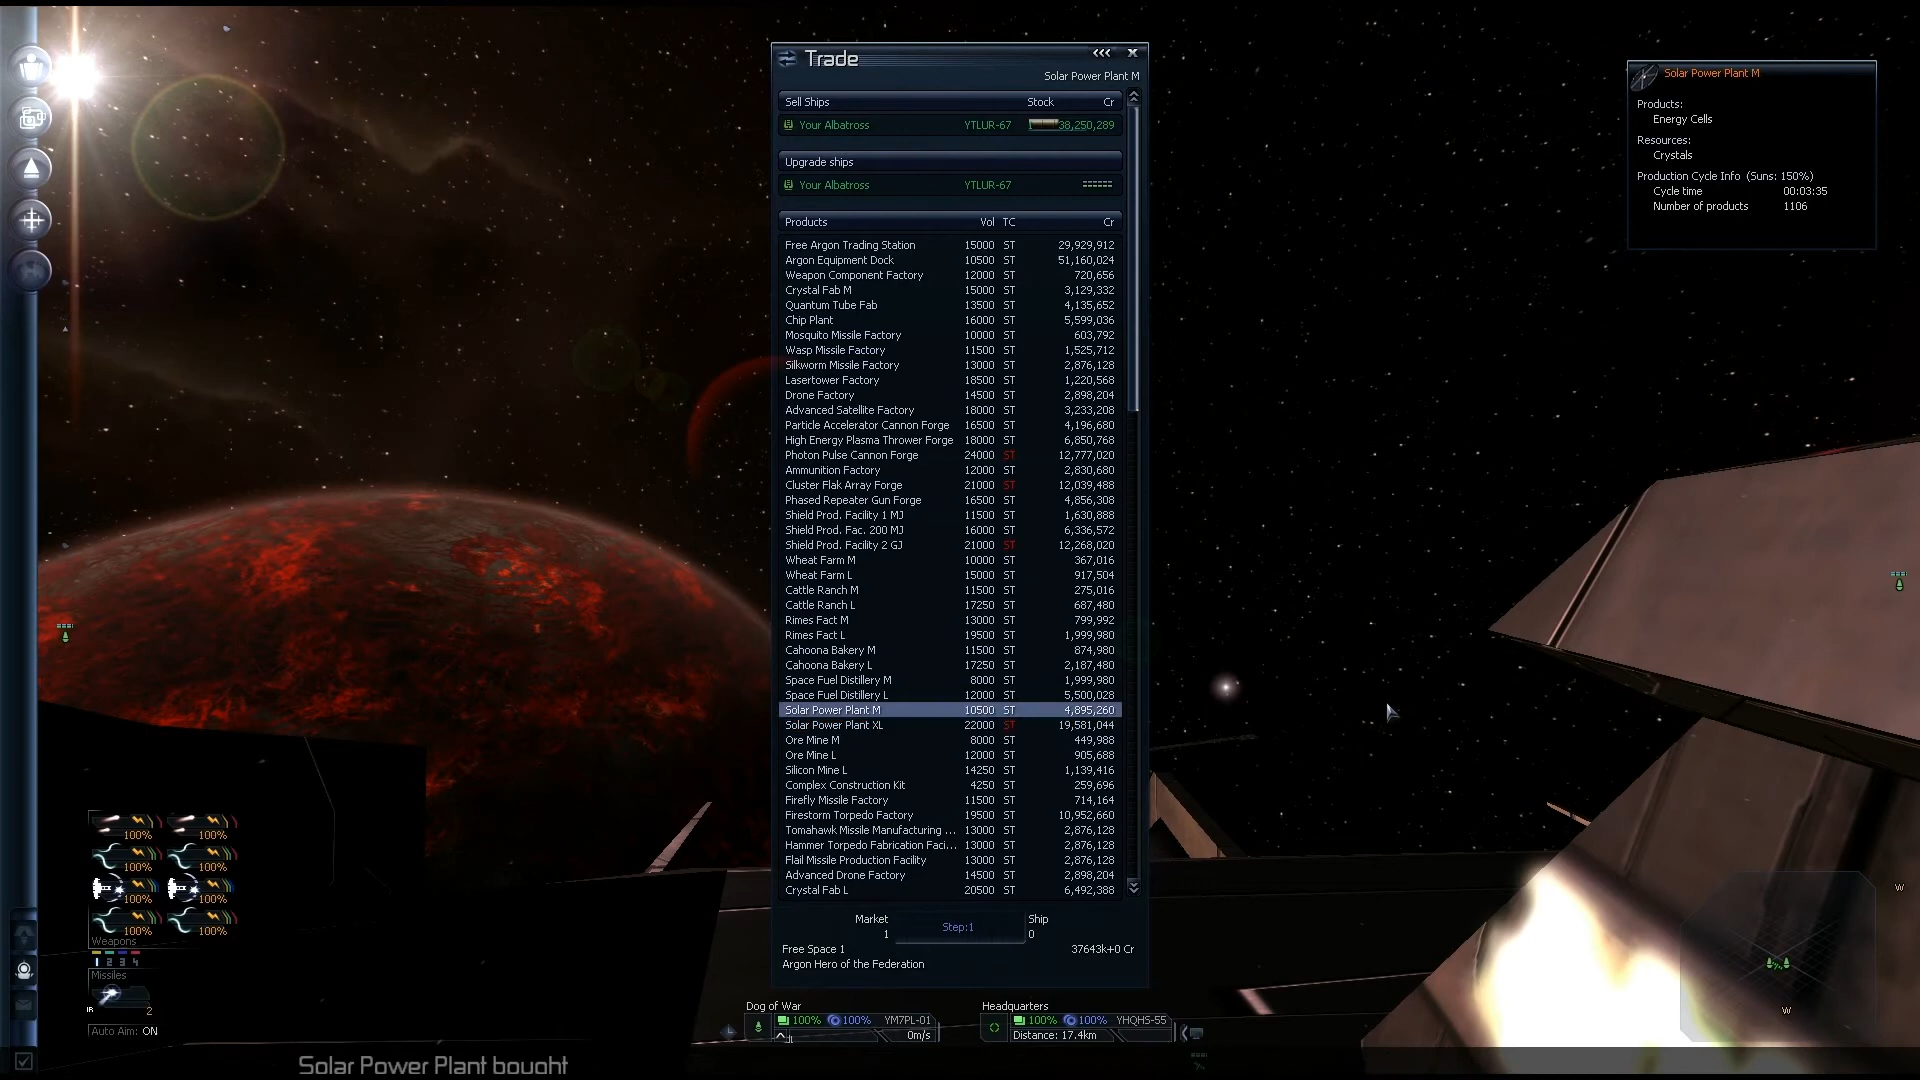 Trade
Solar Power Plant M
Sell Ships Stock Cr
Your Albatross YTLUR-67 1 38,250,289
Upgrade ships
Your Albatross YTLUR-67 ------
Products Vol TC Cr
Free Argon Trading Station 15000 ST 29,929,912
Argon Equipment Dock 10500 ST 51,160,024
Weapon Component Factory 12000 ST 720,656
Crystal Fab M 15000 ST 3,129,332
Quantum Tube Fab 13500 ST 4,135,652
Chip Plant 16000 ST 5,599,036
Mosquito Missile Factory 10000 ST 603,792
Wasp Missile Factory 11500 ST 1,525,712
Silkworm Missile Factory 13000 ST 2,876,128
Lasertower Factory 18500 ST 1,220,568
Drone Factory 14500 ST 2,898,204
Advanced Satellite Factory 18000 ST 3,233,208
Particle Accelerator Cannon Forge 16500 ST 4,196,680
High Energy Plasma Thrower Forge 18000 ST 6,850,768
Photon Pulse Cannon Forge 24000 ST 12,777,020
Ammunition Factory 12000 ST 2,830,680
Cluster Flak Array Forge 21000 ST 12,039,488
Phased Repeater Gun Forge 16500 ST 4,856,308
Shield Prod. Facility 1 MJ 11500 ST 1,630,888
Shield Prod. Fac. 200 MJ 16000 ST 6,336,572
Shield Prod. Facility 2 GJ 21000 ST 12,268,020
Wheat Farm M 10000 ST 367,016
Wheat Farm L 15000 ST 917,504
Cattle Ranch M 11500 ST 275,016
Cattle Ranch L 17250 ST 687,480
Rimes Fact M 13000 ST 799,992
Rimes Fact L 19500 ST 1,999,980
Cahoona Bakery M 11500 ST 874,980
Cahoona Bakery L 17250 ST 2,187,480
Space Fuel Distillery M 8000 ST 1,999,980
Space Fuel Distillery L 12000 ST 5,500,028
Solar Power Plant M 10500 ST 4,895,260
Solar Power Plant XL 22000 ST 19,581,044
Ore Mine M 8000 ST 449,988
Ore Mine L 12000 ST 905,688
Silicon Mine L 14250 ST 1,139,416
Complex Construction Kit 4250 ST 259,696
Firefly Missile Factory 11500 ST 714,164
Firestorm Torpedo Factory 19500 ST 10,952,660
Tomahawk Missile Manufacturing ... 13000 ST 2,876,128
Hammer Torpedo Fabrication Faci... 13000 ST 2,876,128
Flail Missile Production Facility 13000 ST 2,876,128
Advanced Drone Factory 14500 ST 2,898,204
Crystal Fab L 20500 ST 6,492,388
Market Ship
1 Step:1 0
Free Space 1 37643k+0 Cr
Argon Hero of the Federation
Solar Power Plant M
Products:
Energy Cells
Resources:
Crystals
Production Cycle Info (Suns: 150%)
Cycle time 00:03:35
Number of products 1106
100% 100%
100% 100%
100% 100%
100% 100%
Weapons
1 2 3 4
Missiles
IR 2
Auto Aim: ON
Dog of War
100% 100% YM7PL-01
0m/s
Headquarters
100% 100% YHQHS-55
Distance: 17.4km
W
W
Solar Power Plant bought